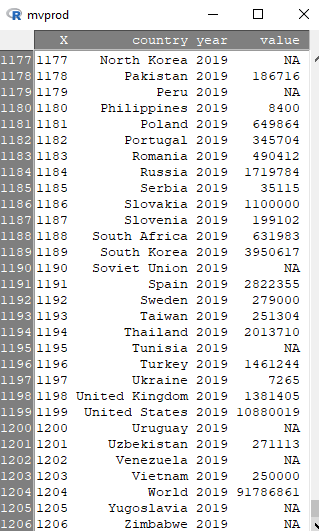 mvprod
X country year value
1177 1177 North Korea 2019 NA
1178 1178 Pakistan 2019 186716
1179 1179 Peru 2019 NA
1180 1180 Philippines 2019 8400
1181 1181 Poland 2019 649864
1182 1182 Portugal 2019 345704
1183 1183 Romania 2019 490412
1184 1184 Russia 2019 1719784
1185 1185 Serbia 2019 35115
1186 1186 Slovakia 2019 1100000
1187 1187 Slovenia 2019 199102
1188 1188 South Africa 2019 631983
1189 1189 South Korea 2019 3950617
1190 1190 Soviet Union 2019 NA
1191 1191 Spain 2019 2822355
1192 1192 Sweden 2019 279000
1193 1193 Taiwan 2019 251304
1194 1194 Thailand 2019 2013710
1195 1195 Tunisia 2019 NA
1196 1196 Turkey 2019 1461244
1197 1197 Ukraine 2019 7265
1198 1198 United Kingdom 2019 1381405
1199 1199 United States 2019 10880019
1200 1200 Uruguay 2019 NA
1201 1201 Uzbekistan 2019 271113
1202 1202 Venezuela 2019 NA
1203 1203 Vietnam 2019 250000
1204 1204 World 2019 91786861
1205 1205 Yugoslavia 2019 NA
1206 1206 Zimbabwe 2019 NA